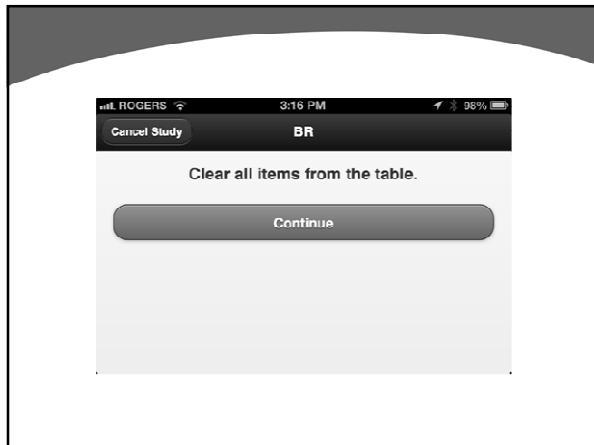 ROGERS 3:16 PM 98%
Cancel Study BR
Clear all items from the table.
Continue